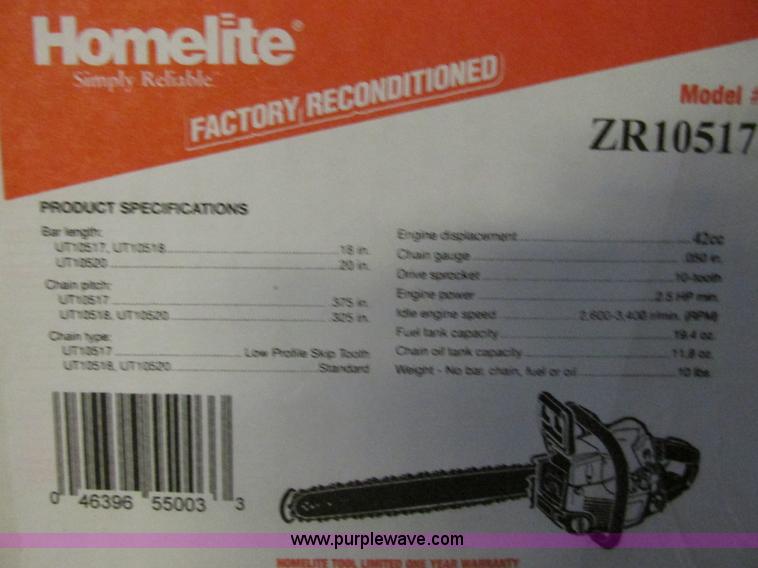 Homelite®
Simply Reliable™
FACTORY RECONDITIONED
Model #
ZR10517
PRODUCT SPECIFICATIONS
Bar length:
UT10517, UT10518 18 in.
UT10520 20 in.
Chain pitch:
UT10517 .375 in.
UT10518, UT10520 .325 in.
Chain type:
UT10517 Low Profile Skip Tooth
UT10518, UT10520 Standard
Engine displacement 42cc
Chain gauge .050 in.
Drive sprocket 10-tooth
Engine power 2.5 HP min.
Idle engine speed 2,600-3,400 r/min. (RPM)
Fuel tank capacity 19.4 oz.
Chain oil tank capacity 11.8 oz.
Weight - No bar, chain, fuel or oil 10 lbs.
0 46396 55003 3
www.purplewave.com
HOMELITE TOOL LIMITED ONE YEAR WARRANTY